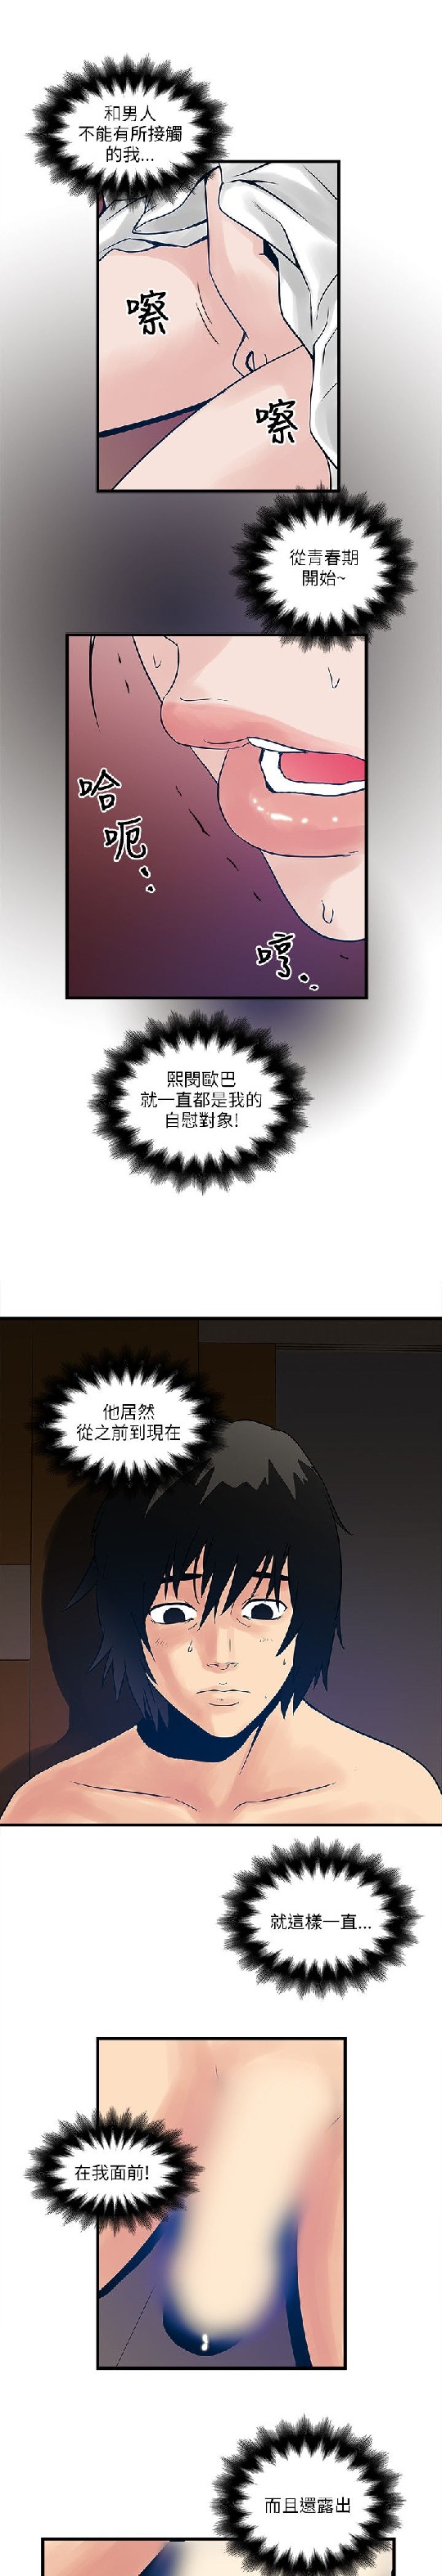 和男人
不能有所接觸
的我...
嚓
嚓
從青春期
開始~
哈
呃..
哼..
熙閔歐巴
就一直都是我的
自慰對象!
他居然
從之前到現在
就這樣一直...
在我面前!
而且還露出